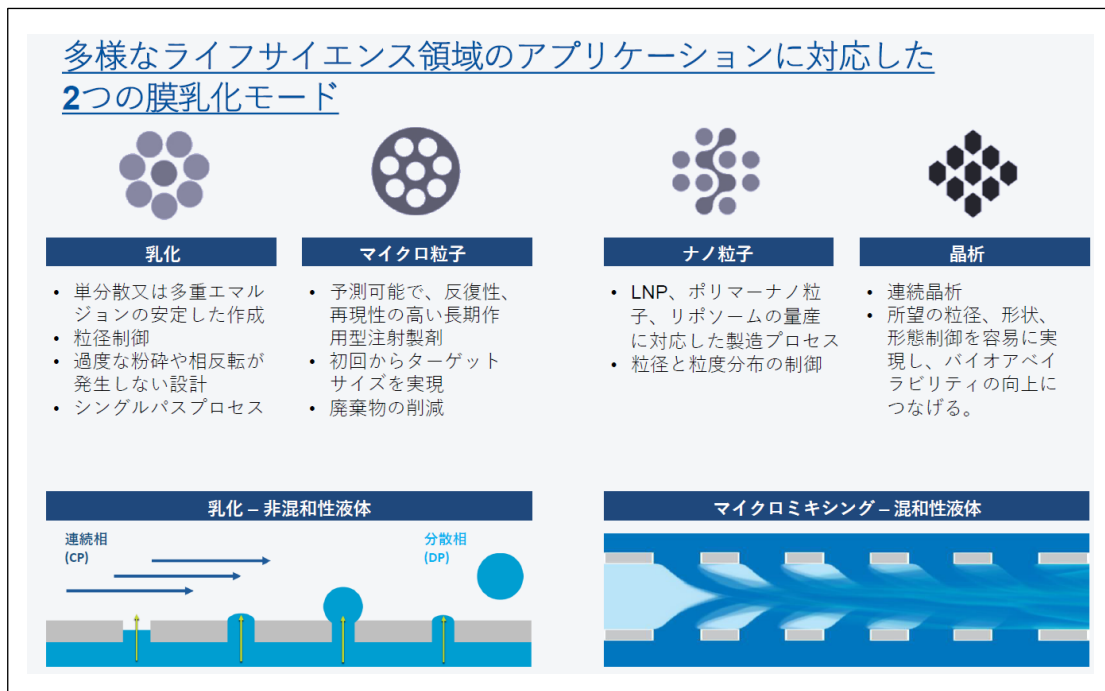 多様なライフサイエンス領域のアプリケーションに対応した
2つの膜乳化モード
乳化
• 単分散又は多重エマル
ジョンの安定した作成
• 粒径制御
• 過度な粉砕や相反転が
発生しない設計
• シングルパスプロセス
マイクロ粒子
• 予測可能で、反復性、
再現性の高い長期作
用型注射製剤
• 初回からターゲット
サイズを実現
• 廃棄物の削減
ナノ粒子
• LNP、ポリマーナノ粒
子、リポソームの量産
に対応した製造プロセス
• 粒径と粒度分布の制御
晶析
• 連続晶析
• 所望の粒径、形状、
形態制御を容易に実
現し、バイオアベイ
ラビリティの向上に
つなげる。
乳化 – 非混和性液体
連続相
(CP)
分散相
(DP)
マイクロミキシング – 混和性液体